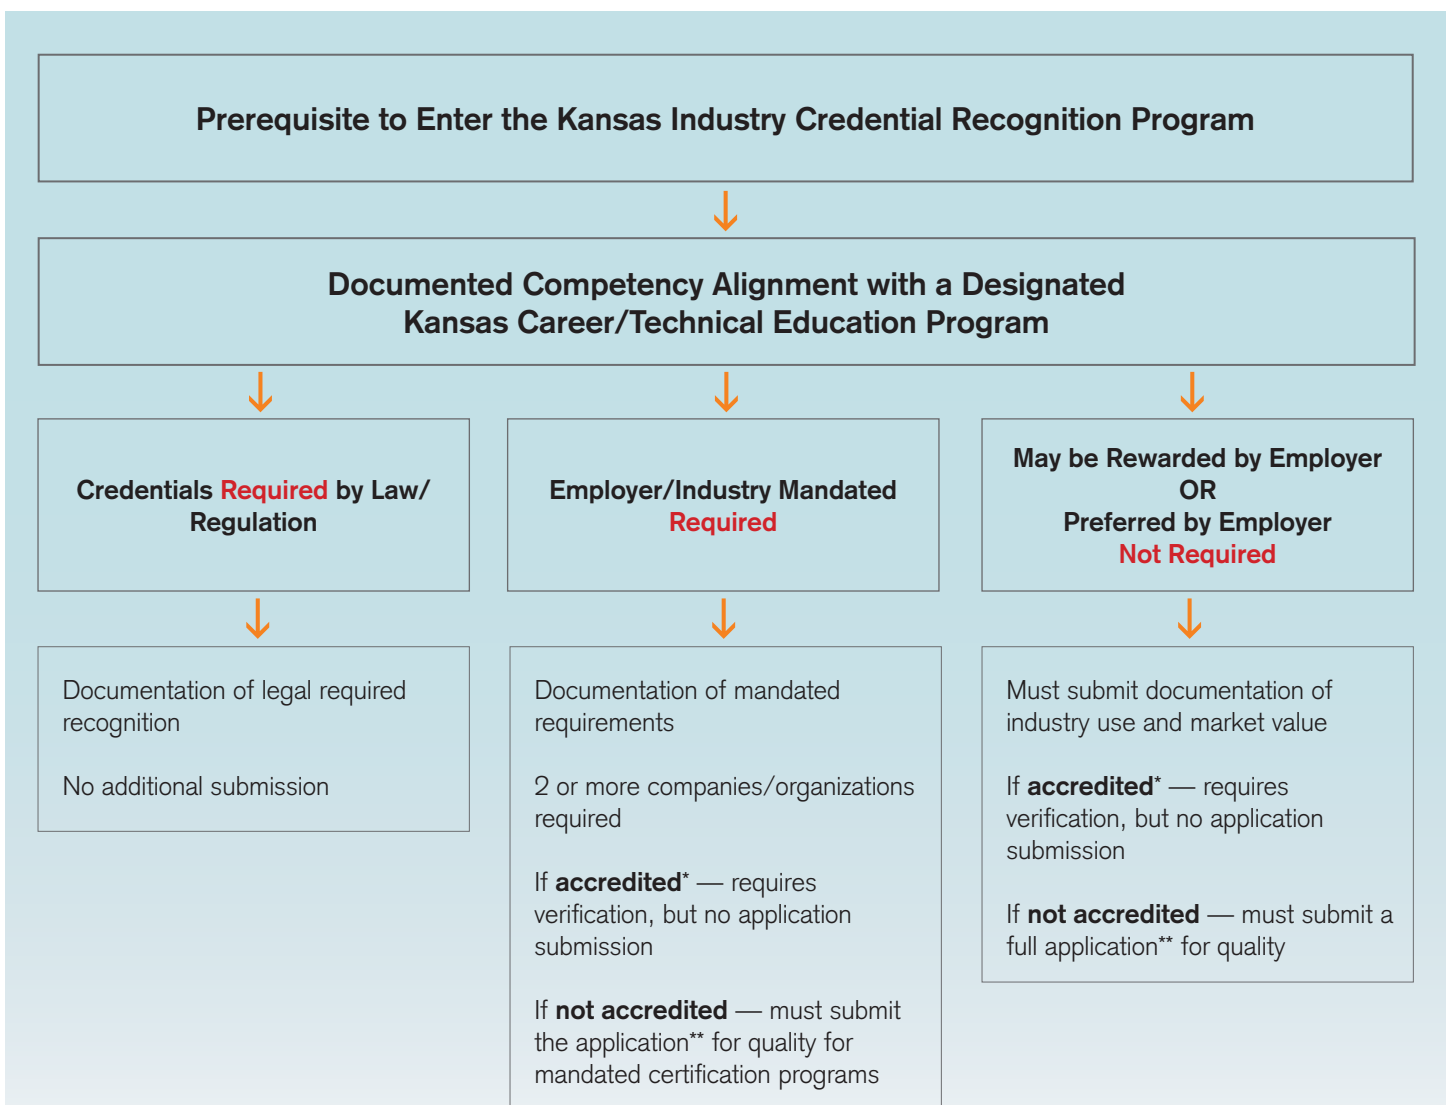 Prerequisite to Enter the Kansas Industry Credential Recognition Program
Documented Competency Alignment with a Designated
Kansas Career/Technical Education Program
Credentials Required by Law/
Regulation
Employer/Industry Mandated
Required
May be Rewarded by Employer
OR
Preferred by Employer
Not Required
Documentation of legal required
recognition
No additional submission
Documentation of mandated
requirements
2 or more companies/organizations
required
If accredited* — requires
verification, but no application
submission
If not accredited — must submit
the application** for quality for
mandated certification programs
Must submit documentation of
industry use and market value
If accredited* — requires
verification, but no application
submission
If not accredited — must submit a
full application** for quality